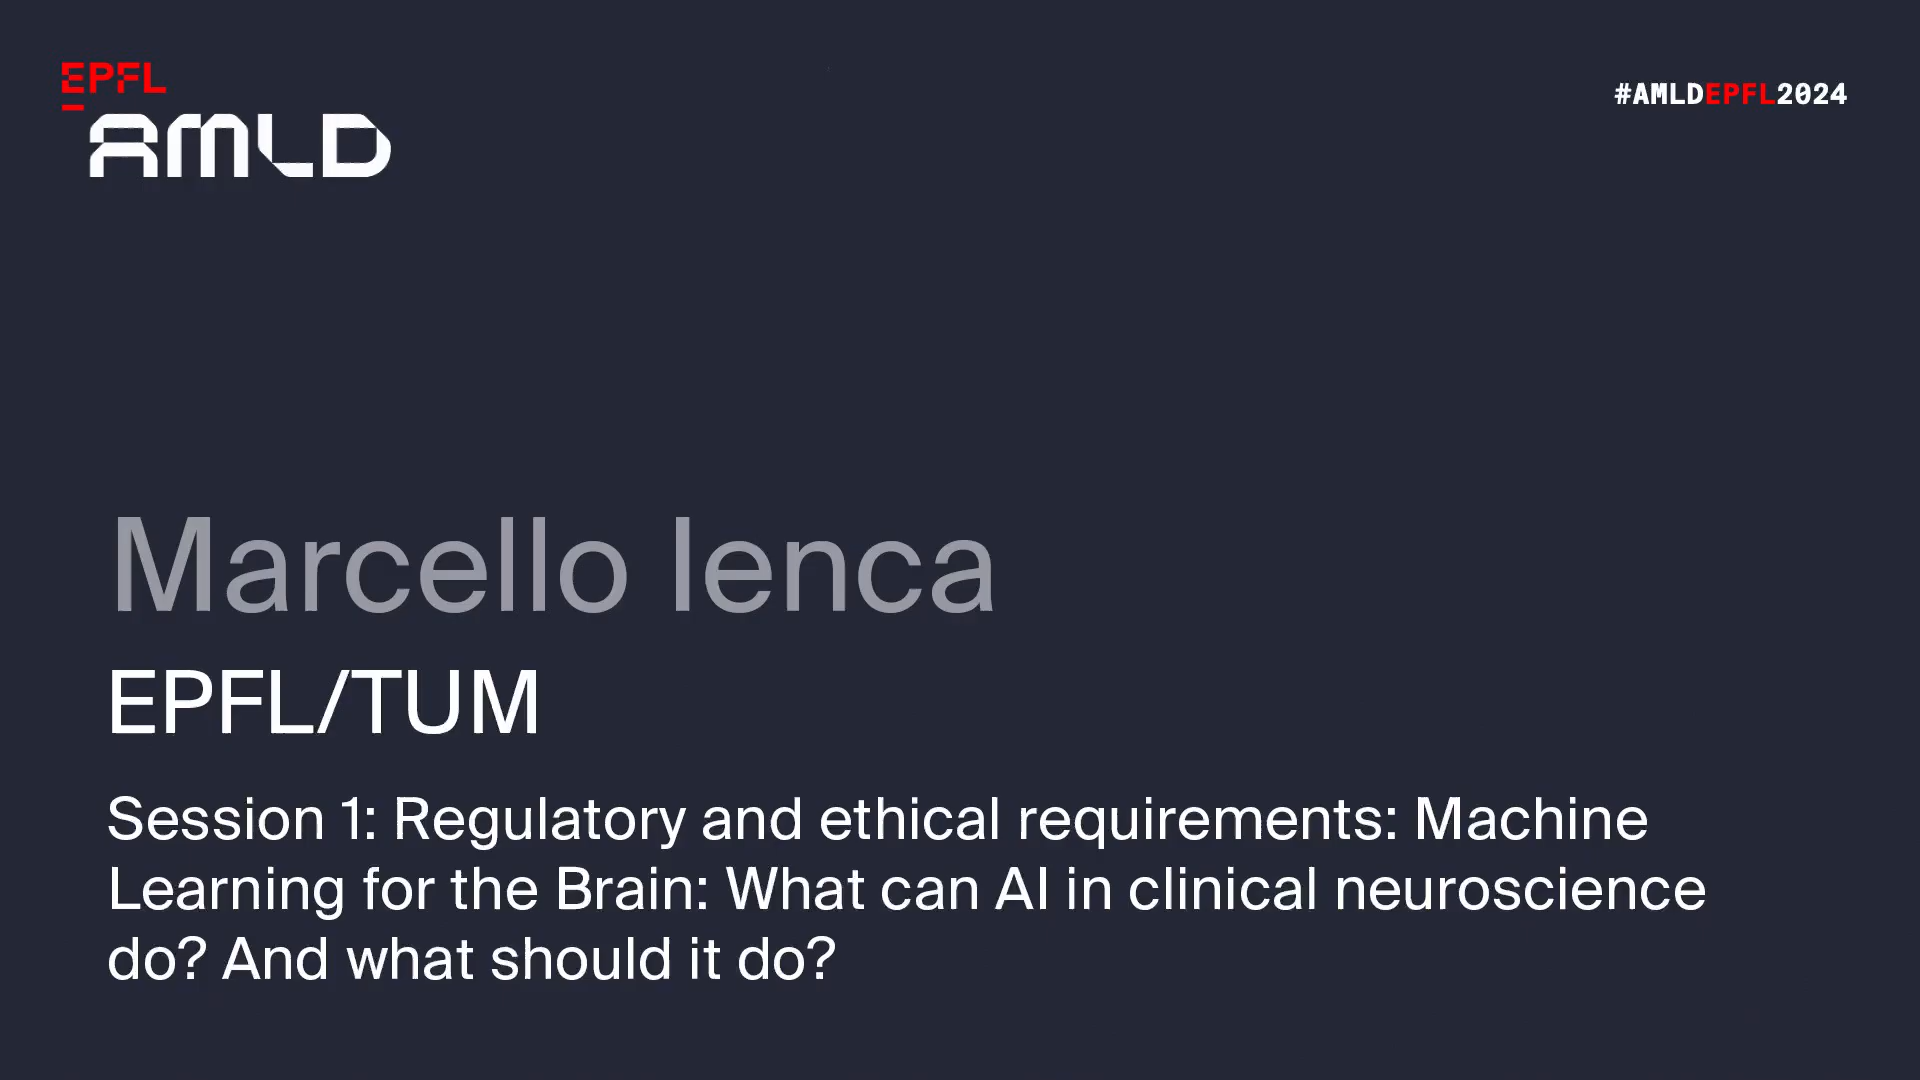 EPFL
AMLD
#AMLDEPFL2024
Marcello Ienca
EPFL/TUM
Session 1: Regulatory and ethical requirements: Machine
Learning for the Brain: What can AI in clinical neuroscience
do? And what should it do?